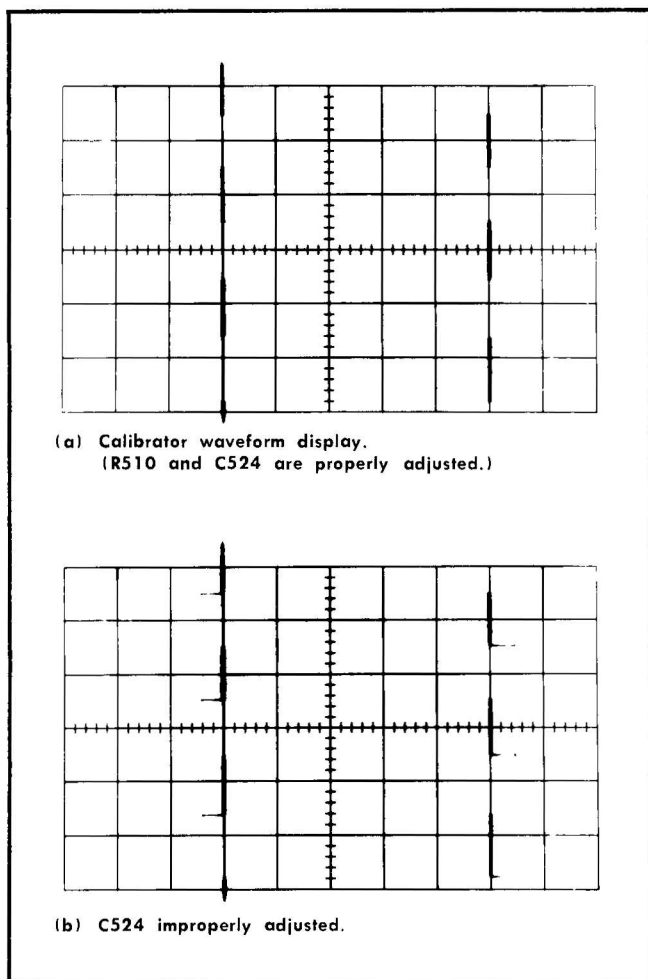 (a) Calibrator waveform display.
(R510 and C524 are properly adjusted.)
(b) C524 improperly adjusted.